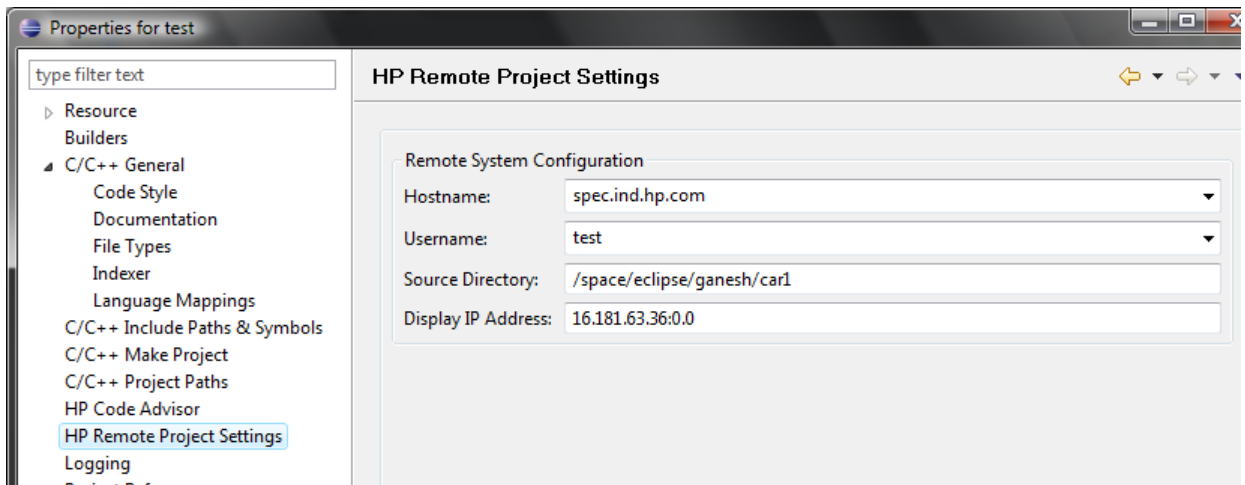 Properties for test
type filter text
Resource
Builders
C/C++ General
Code Style
Documentation
File Types
Indexer
Language Mappings
C/C++ Include Paths & Symbols
C/C++ Make Project
C/C++ Project Paths
HP Code Advisor
HP Remote Project Settings
Logging
HP Remote Project Settings
Remote System Configuration
Hostname: spec.ind.hp.com
Username: test
Source Directory: /space/eclipse/ganesh/car1
Display IP Address: 16.181.63.36:0.0